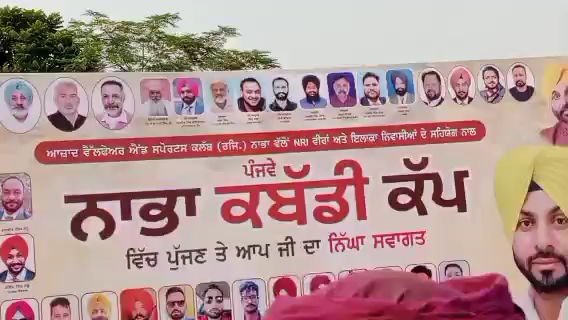 ਆਜ਼ਾਦ ਵੈੱਲਫੇਅਰ ਐਂਡ ਸਪੋਰਟਸ ਕਲੱਬ (ਰਜਿ.) ਨਾਭਾ ਵੱਲੋਂ NRI ਵੀਰਾਂ ਅਤੇ ਇਲਾਕਾ ਨਿਵਾਸੀਆਂ ਦੇ ਸਹਿਯੋਗ ਨਾਲ
ਪੰਜਵੇਂ
ਨਾਭਾ ਕਬੱਡੀ ਕੱਪ
ਵਿੱਚ ਪੁੱਜਣ ਤੇ ਆਪ ਜੀ ਦਾ ਨਿੱਘਾ ਸਵਾਗਤ